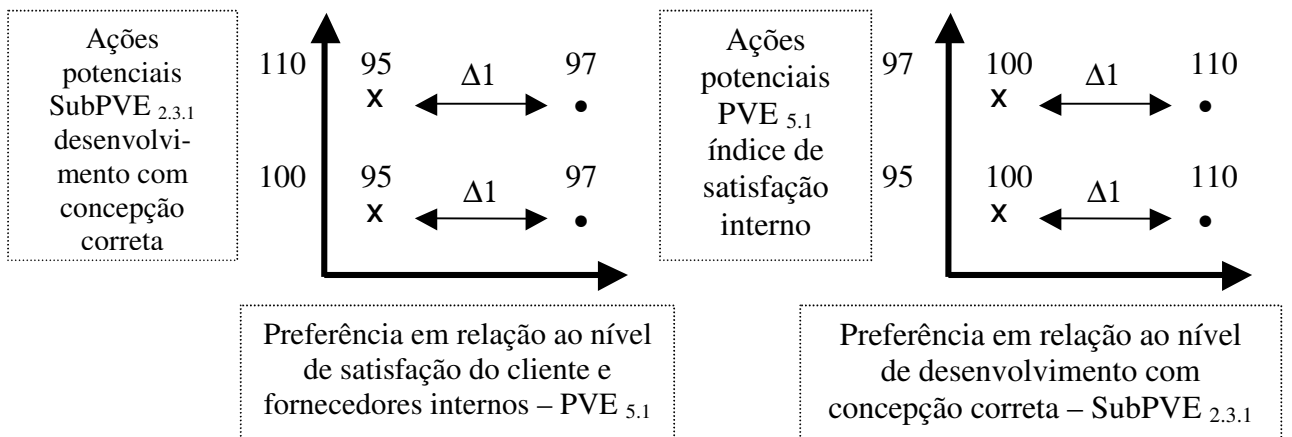 Ações
potenciais
SubPVE 2.3.1
desenvolvi-
mento com
concepção
correta
110 95 Δ1 97
x •
100 95 Δ1 97
x •
Preferência em relação ao nível
de satisfação do cliente e
fornecedores internos – PVE 5.1
Ações
potenciais
PVE 5.1
índice de
satisfação
interno
97 100 Δ1 110
x •
95 100 Δ1 110
x •
Preferência em relação ao nível
de desenvolvimento com
concepção correta – SubPVE 2.3.1